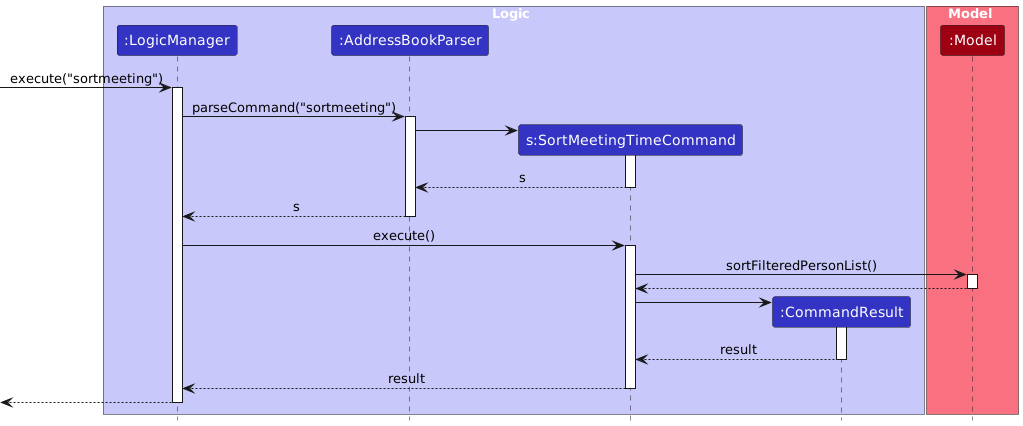 Logic
Model
:LogicManager
:AddressBookParser
:Model
execute("sortmeeting")
parseCommand("sortmeeting")
s:SortMeetingTimeCommand
s
s
execute()
sortFilteredPersonList()
:CommandResult
result
result